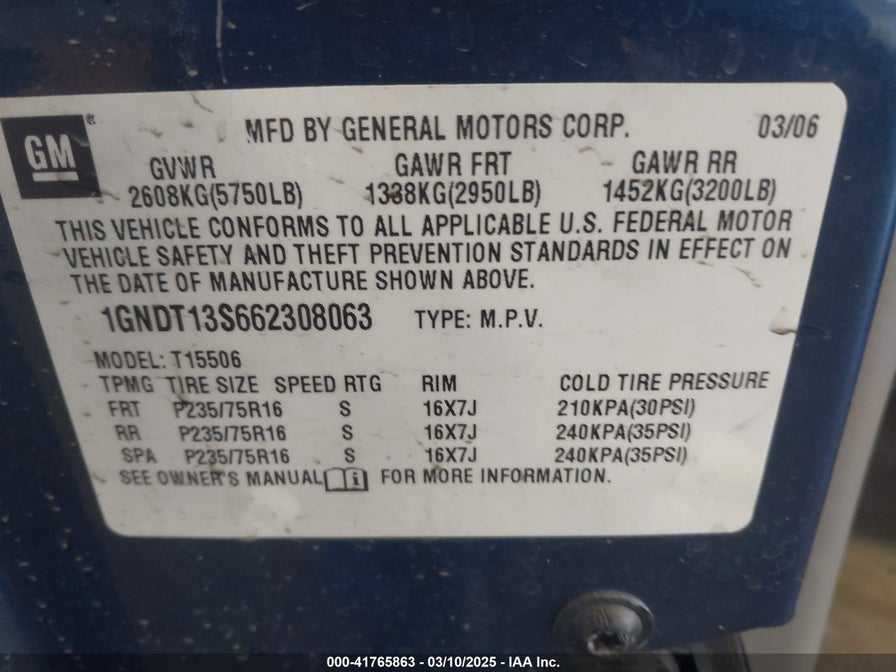 GM®
MFD BY GENERAL MOTORS CORP. 03/06
GVWR GAWR FRT GAWR RR
2608KG(5750LB) 1338KG(2950LB) 1452KG(3200LB)
THIS VEHICLE CONFORMS TO ALL APPLICABLE U.S. FEDERAL MOTOR
VEHICLE SAFETY AND THEFT PREVENTION STANDARDS IN EFFECT ON
THE DATE OF MANUFACTURE SHOWN ABOVE.
1GNDT13S662308063 TYPE: M.P.V.
MODEL: T15506
TPMG TIRE SIZE SPEED RTG RIM COLD TIRE PRESSURE
FRT P235/75R16 S 16X7J 210KPA(30PSI)
RR P235/75R16 S 16X7J 240KPA(35PSI)
SPA P235/75R16 S 16X7J 240KPA(35PSI)
SEE OWNER'S MANUAL i FOR MORE INFORMATION.
000-41765863 - 03/10/2025 - IAA Inc.